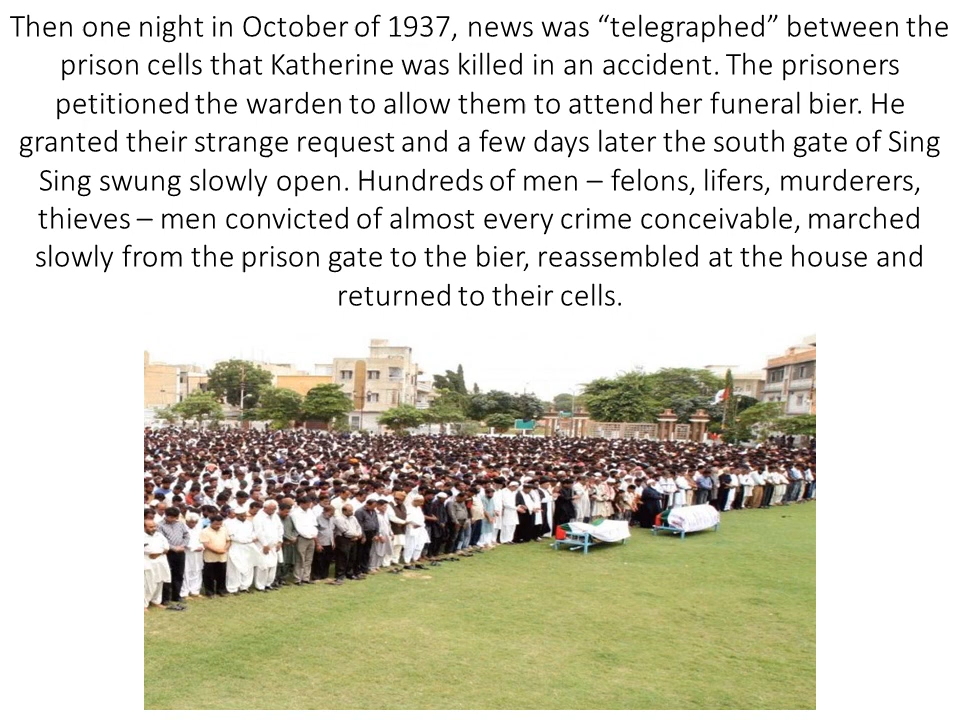 Then one night in October of 1937, news was “telegraphed” between the
prison cells that Katherine was killed in an accident. The prisoners
petitioned the warden to allow them to attend her funeral bier. He
granted their strange request and a few days later the south gate of Sing
Sing swung slowly open. Hundreds of men – felons, lifers, murderers,
thieves – men convicted of almost every crime conceivable, marched
slowly from the prison gate to the bier, reassembled at the house and
returned to their cells.